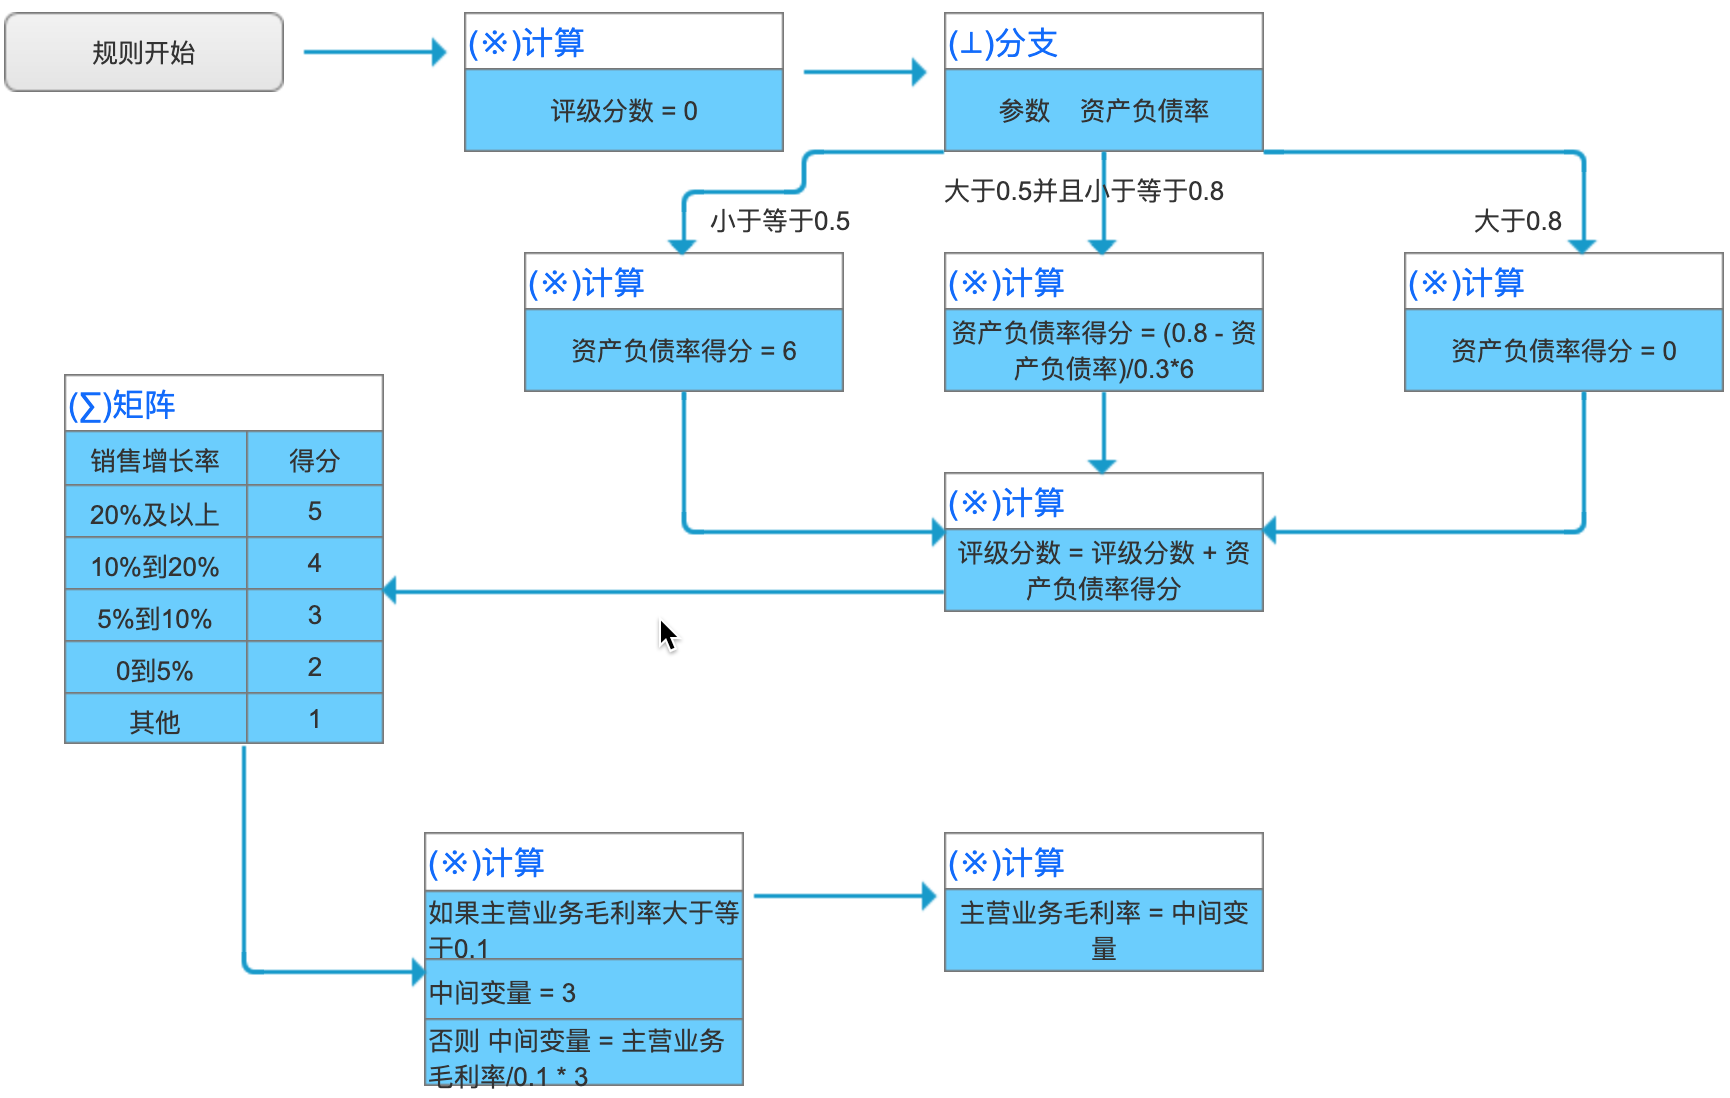 规则开始
(※)计算
评级分数 = 0
(⊥)分支
参数 资产负债率
小于等于0.5
大于0.5并且小于等于0.8
大于0.8
(※)计算
资产负债率得分 = 6
(※)计算
资产负债率得分 = (0.8 - 资
产负债率)/0.3*6
(※)计算
资产负债率得分 = 0
(※)计算
评级分数 = 评级分数 + 资
产负债率得分
(∑)矩阵
销售增长率 得分
20%及以上 5
10%到20% 4
5%到10% 3
0到5% 2
其他 1
(※)计算
如果主营业务毛利率大于等
于0.1
中间变量 = 3
否则 中间变量 = 主营业务
毛利率/0.1 * 3
(※)计算
主营业务毛利率 = 中间变
量